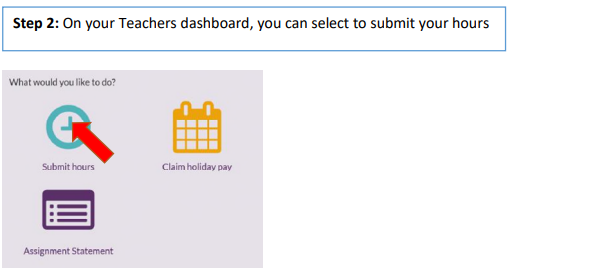 Step 2: On your Teachers dashboard, you can select to submit your hours
What would you like to do?
Submit hours
Claim holiday pay
Assignment Statement